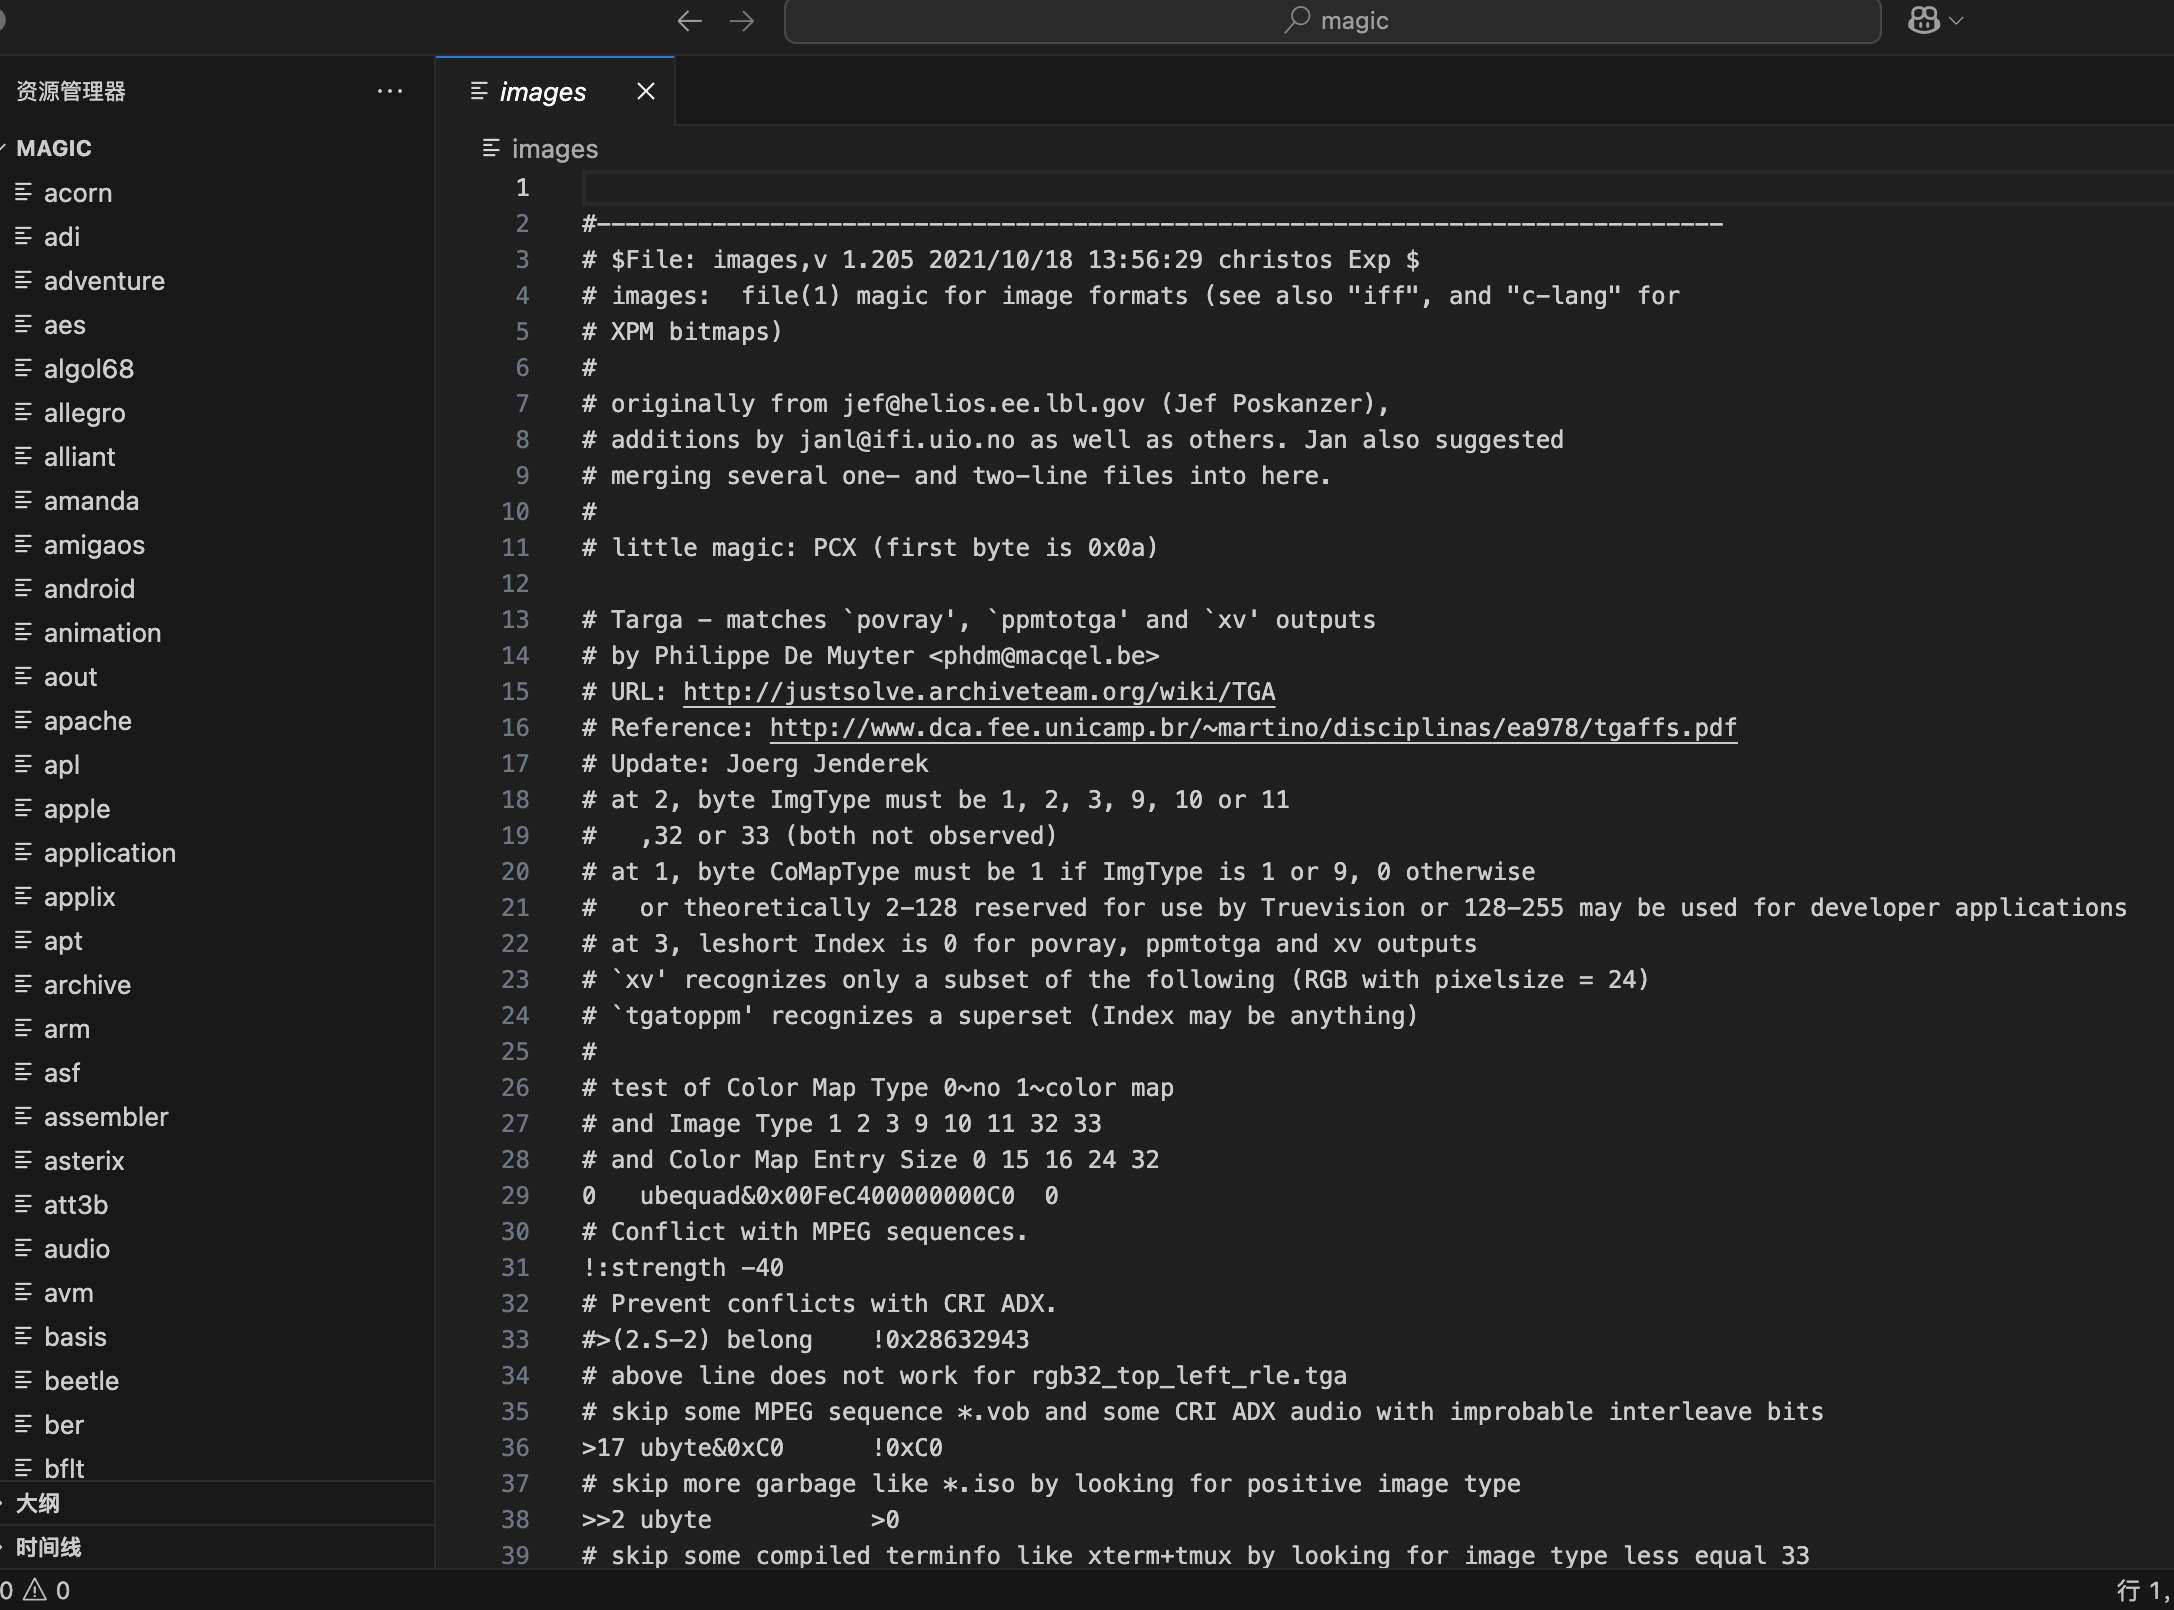 magic
资源管理器
MAGIC
acorn
adi
adventure
aes
algol68
allegro
alliant
amanda
amigaos
android
animation
aout
apache
apl
apple
application
applix
apt
archive
arm
asf
assembler
asterix
att3b
audio
avm
basis
beetle
ber
bflt
大纲
时间线
images
images
1
2 #------------------------------------------------------------------------------
3 # $File: images,v 1.205 2021/10/18 13:56:29 christos Exp $
4 # images:  file(1) magic for image formats (see also "iff", and "c-lang" for
5 # XPM bitmaps)
6 #
7 # originally from jef@helios.ee.lbl.gov (Jef Poskanzer),
8 # additions by janl@ifi.uio.no as well as others. Jan also suggested
9 # merging several one- and two-line files into here.
10 #
11 # little magic: PCX (first byte is 0x0a)
12
13 # Targa - matches `povray', `ppmtotga' and `xv' outputs
14 # by Philippe De Muyter <phdm@macqel.be>
15 # URL: http://justsolve.archiveteam.org/wiki/TGA
16 # Reference: http://www.dca.fee.unicamp.br/~martino/disciplinas/ea978/tgaffs.pdf
17 # Update: Joerg Jenderek
18 # at 2, byte ImgType must be 1, 2, 3, 9, 10 or 11
19 #   ,32 or 33 (both not observed)
20 # at 1, byte CoMapType must be 1 if ImgType is 1 or 9, 0 otherwise
21 #   or theoretically 2-128 reserved for use by Truevision or 128-255 may be used for developer applications
22 # at 3, leshort Index is 0 for povray, ppmtotga and xv outputs
23 # `xv' recognizes only a subset of the following (RGB with pixelsize = 24)
24 # `tgatoppm' recognizes a superset (Index may be anything)
25 #
26 # test of Color Map Type 0~no 1~color map
27 # and Image Type 1 2 3 9 10 11 32 33
28 # and Color Map Entry Size 0 15 16 24 32
29 0   ubequad&0x00FeC400000000C0  0
30 # Conflict with MPEG sequences.
31 !:strength -40
32 # Prevent conflicts with CRI ADX.
33 #>(2.S-2) belong    !0x28632943
34 # above line does not work for rgb32_top_left_rle.tga
35 # skip some MPEG sequence *.vob and some CRI ADX audio with improbable interleave bits
36 >17 ubyte&0xC0      !0xC0
37 # skip more garbage like *.iso by looking for positive image type
38 >>2 ubyte           >0
39 # skip some compiled terminfo like xterm+tmux by looking for image type less equal 33
0 0
行 1,